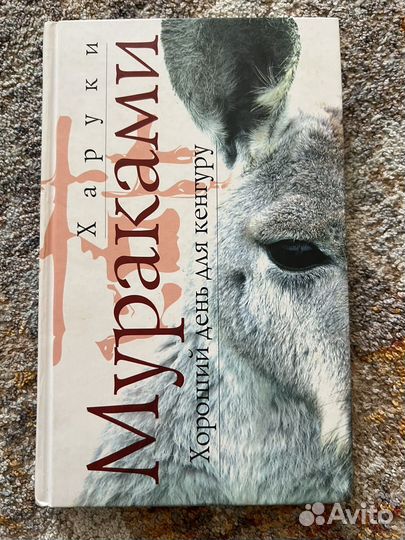 Харуки
Мураками
Хороший день для кенгуру
Avito